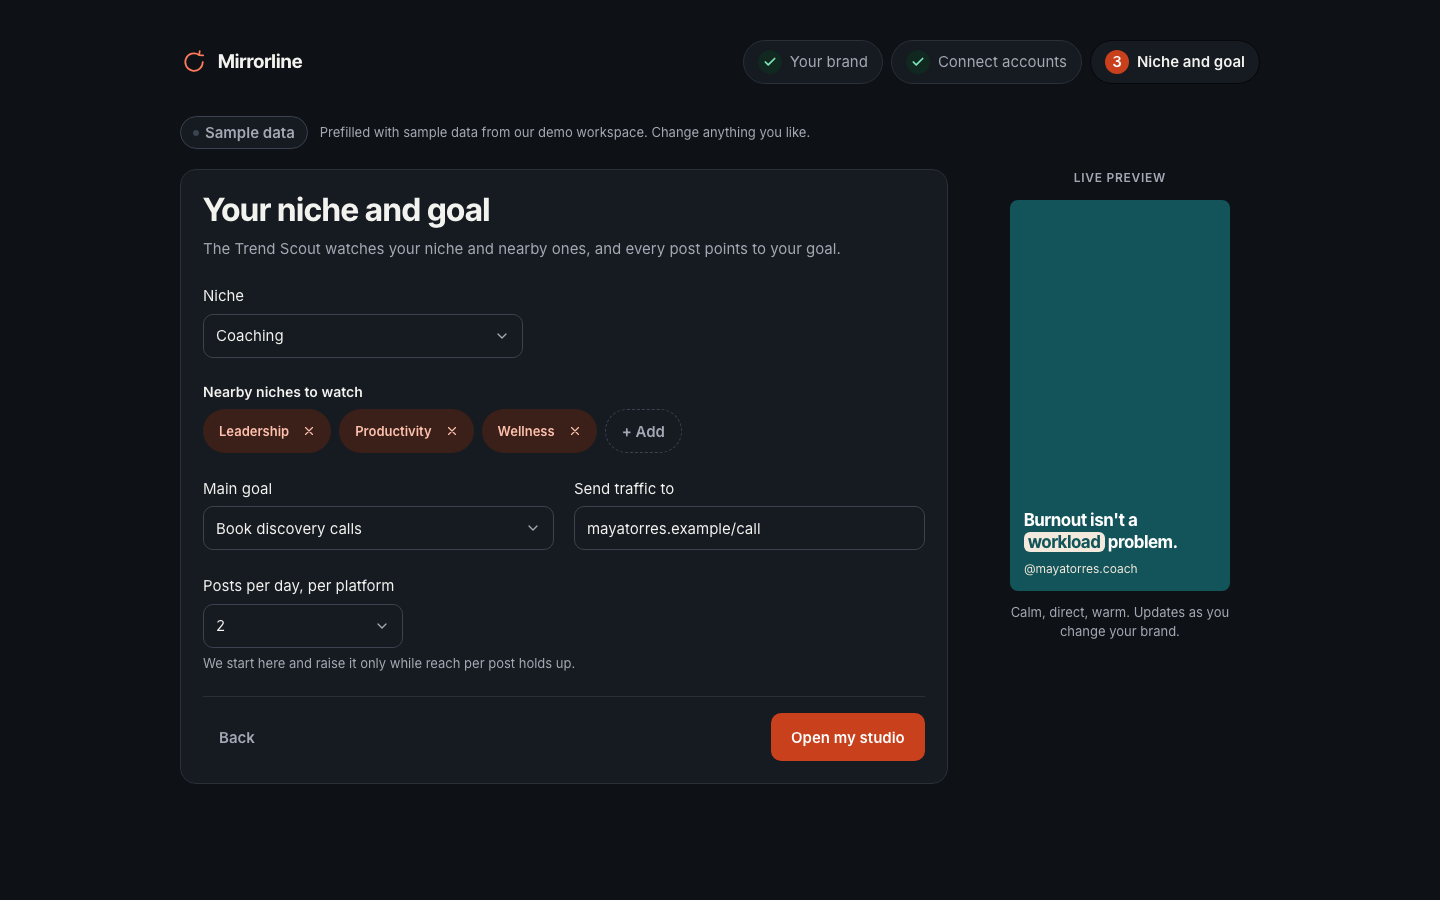 Mirrorline
Your brand
Connect accounts
3 Niche and goal
Sample data
Prefilled with sample data from our demo workspace. Change anything you like.
Your niche and goal
The Trend Scout watches your niche and nearby ones, and every post points to your goal.
Niche
Coaching
Nearby niches to watch
Leadership
Productivity
Wellness
+ Add
Main goal
Book discovery calls
Send traffic to
mayatorres.example/call
Posts per day, per platform
2
We start here and raise it only while reach per post holds up.
Back
Open my studio
LIVE PREVIEW
Burnout isn't a
workload problem.
@mayatorres.coach
Calm, direct, warm. Updates as you
change your brand.